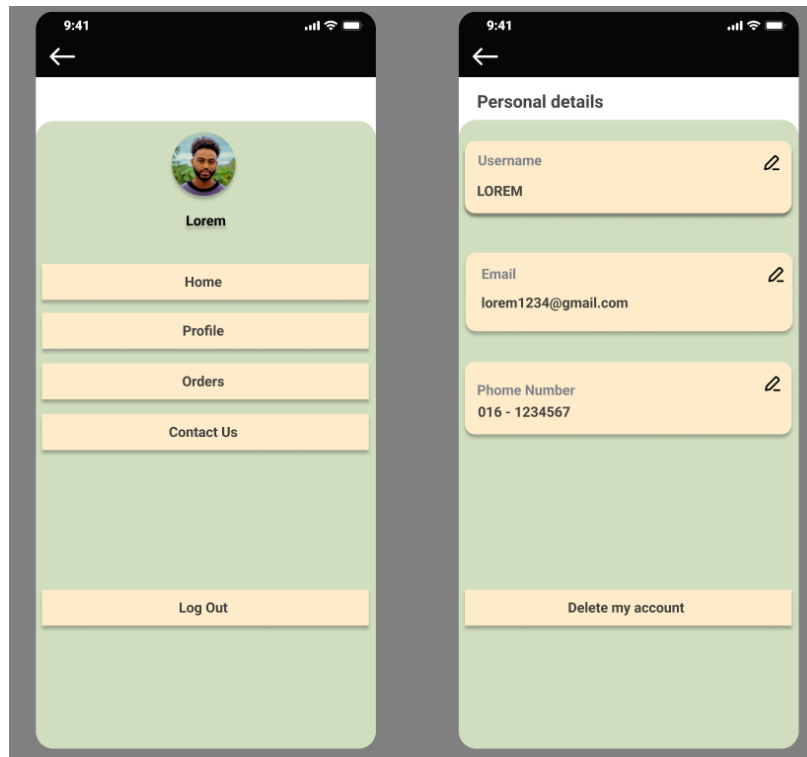 9:41
Lorem
Home
Profile
Orders
Contact Us
Log Out
9:41
Personal details
Username
LOREM
Email
lorem1234@gmail.com
Phome Number
016 - 1234567
Delete my account